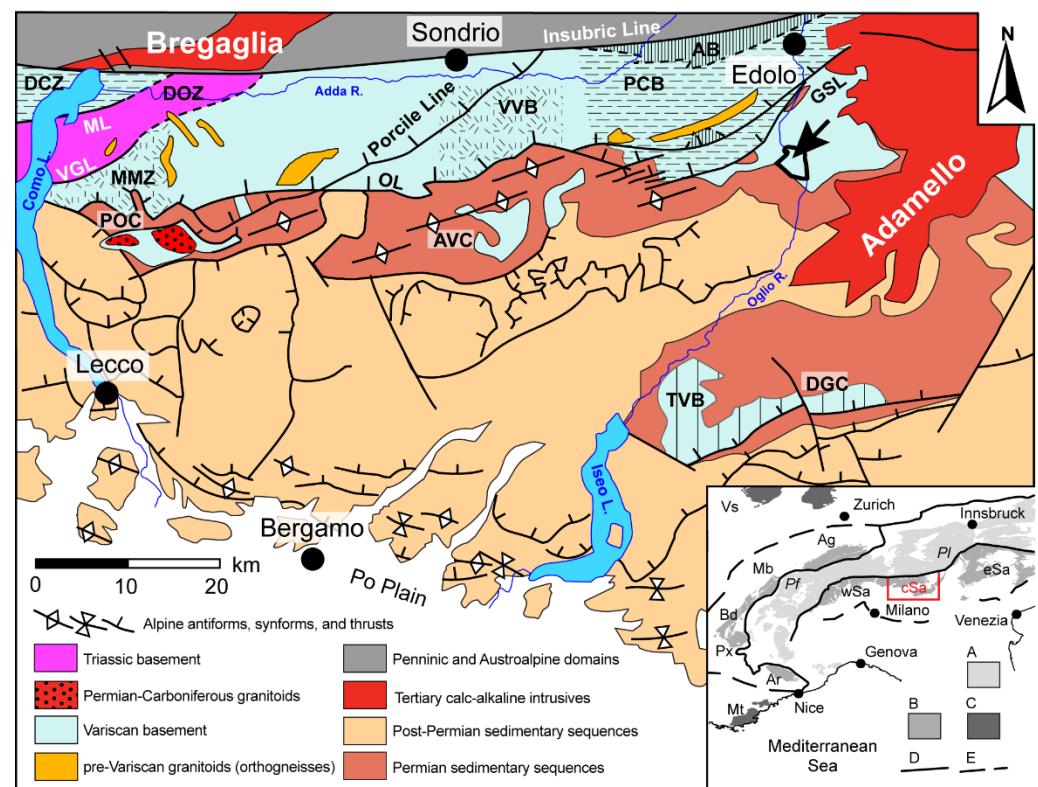 Bregaglia
Sondrio
Insubric Line
AB
N
DCZ
DOZ
Adda R.
PCB
Edolo
GSL
ML
Porcile Line
VVB
VGL
MMZ
OL
Como L.
POC
AVC
Adamello
Oglio R.
Lecco
TVB
DGC
Iseo L.
Bergamo
0 10 20 km
Po Plain
Alpine antiforms, synforms, and thrusts
Triassic basement
Permian-Carboniferous granitoids
Variscan basement
pre-Variscan granitoids (orthogneisses)
Penninic and Austroalpine domains
Tertiary calc-alkaline intrusives
Post-Permian sedimentary sequences
Permian sedimentary sequences
Vs
Zurich
Innsbruck
Ag
Mb
Pl
Pf
eSa
wSa
cSa
Bd
Milano
Venezia
Px
Genova
A
Ar
Nice
B
C
Mt
Mediterranean
Sea
D
E